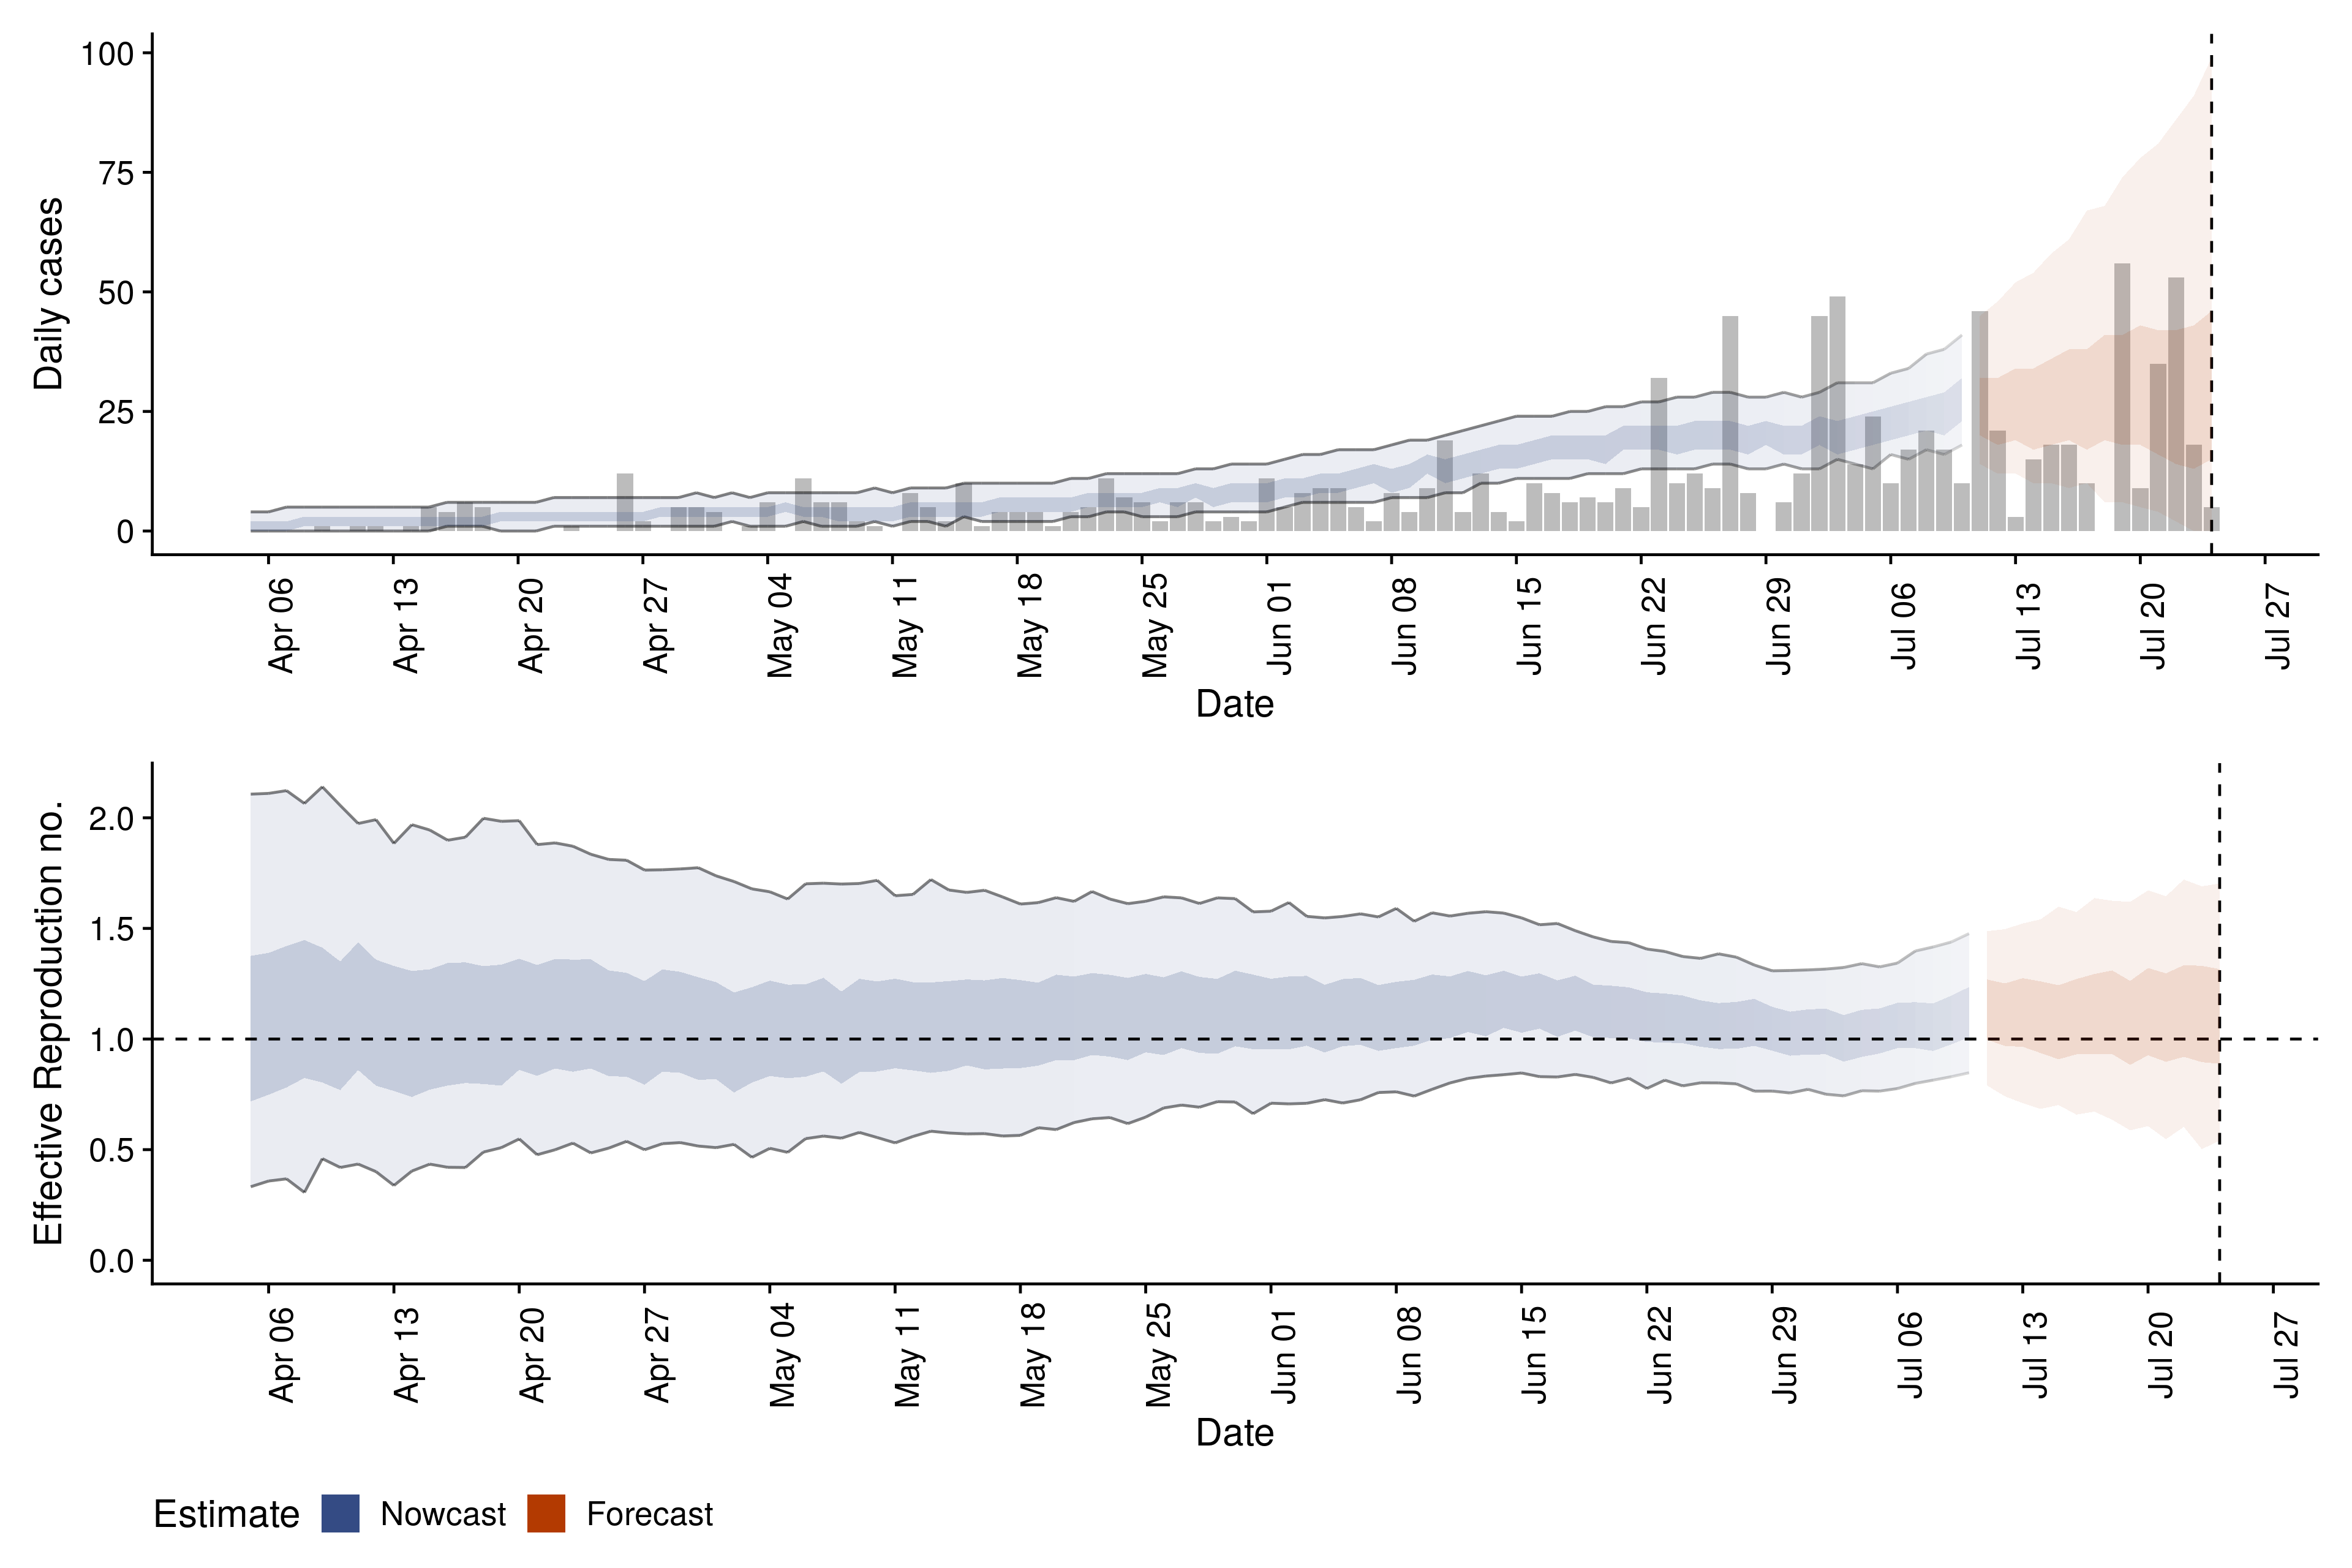 100
75
50
25
0
Daily cases
Apr 06
Apr 13
Apr 20
Apr 27
May 04
May 11
May 18
May 25
Jun 01
Jun 08
Jun 15
Jun 22
Jun 29
Jul 06
Jul 13
Jul 20
Jul 27
Date
2.0
1.5
1.0
0.5
0.0
Effective Reproduction no.
Apr 06
Apr 13
Apr 20
Apr 27
May 04
May 11
May 18
May 25
Jun 01
Jun 08
Jun 15
Jun 22
Jun 29
Jul 06
Jul 13
Jul 20
Jul 27
Date
Estimate Nowcast Forecast